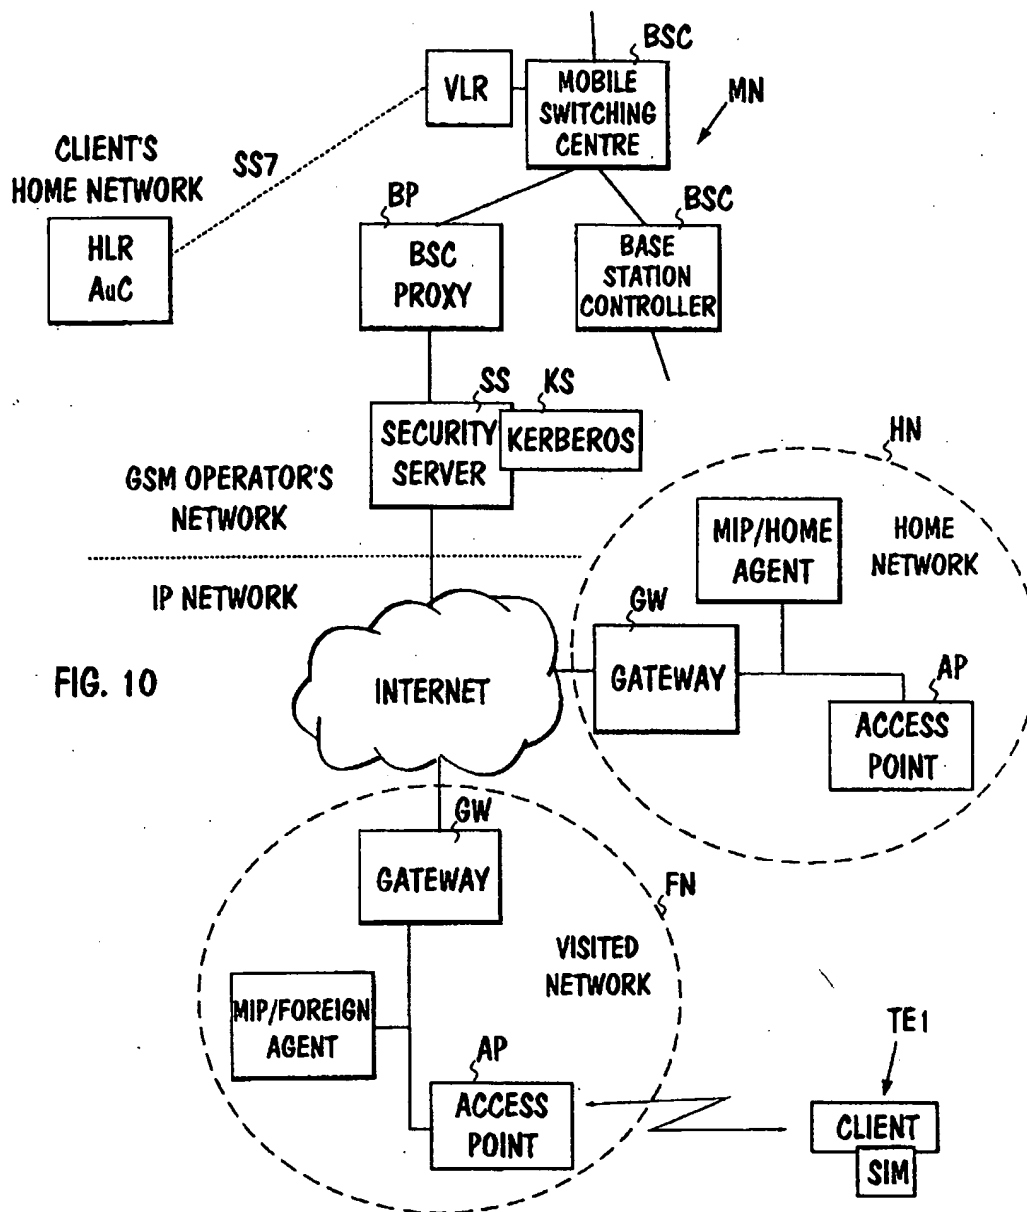 BSC
VLR
MOBILE
SWITCHING
CENTRE
MN
CLIENT'S
HOME NETWORK
SS7
HLR
AuC
BP
BSC
PROXY
BSC
BASE
STATION
CONTROLLER
SS
KS
SECURITY
SERVER
KERBEROS
GSM OPERATOR'S
NETWORK
IP NETWORK
HN
MIP/HOME
AGENT
HOME
NETWORK
GW
GATEWAY
AP
ACCESS
POINT
FIG. 10
INTERNET
GW
GATEWAY
FN
VISITED
NETWORK
MIP/FOREIGN
AGENT
AP
ACCESS
POINT
TE1
CLIENT
SIM